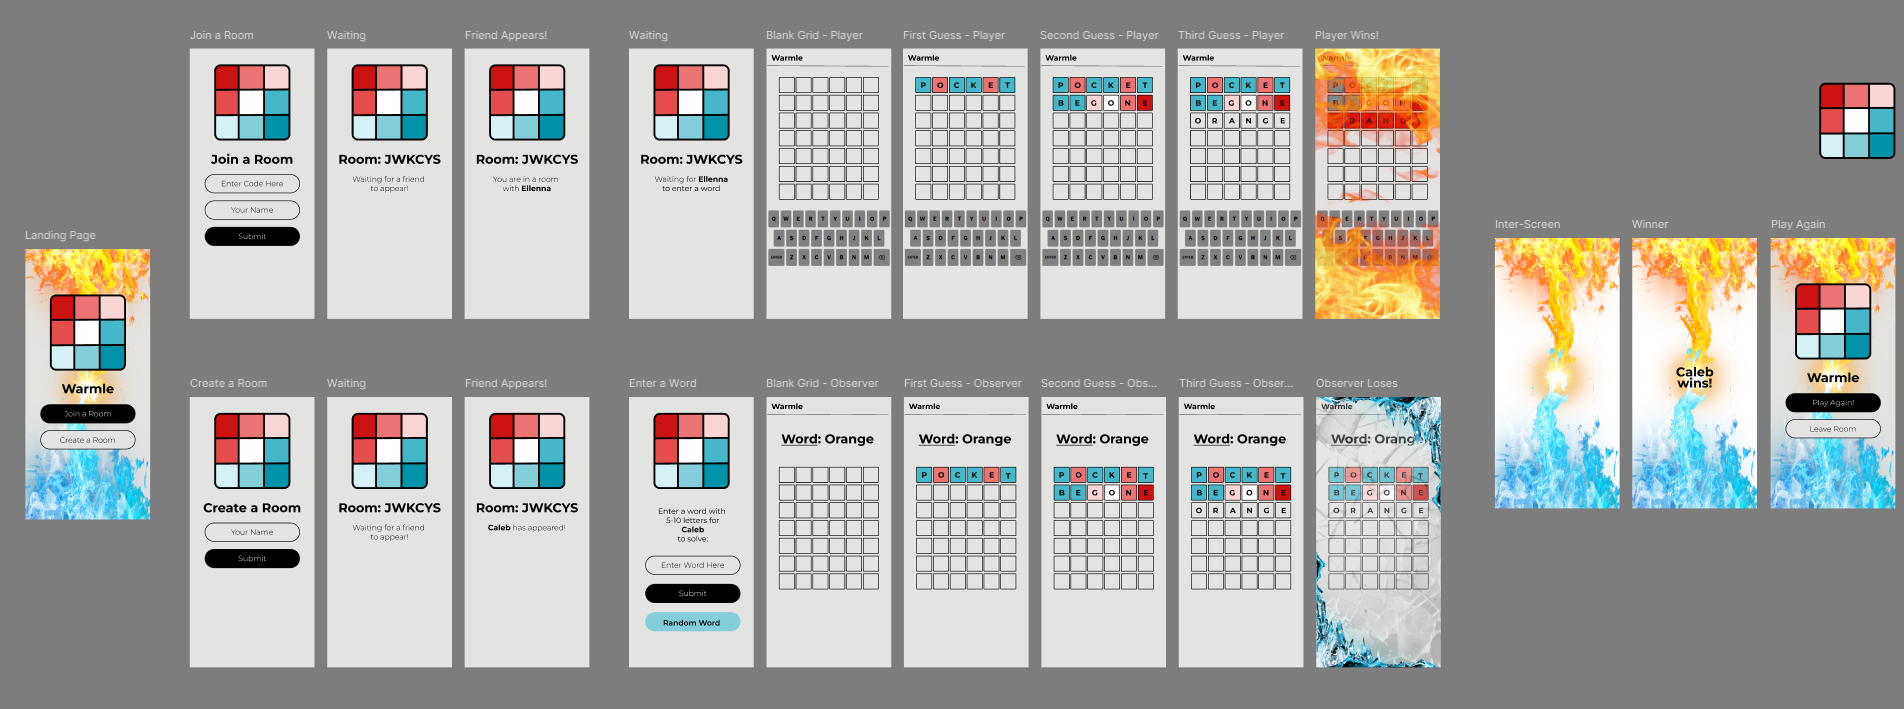 Join a Room
Waiting
Friend Appears!
Waiting
Blank Grid - Player
First Guess - Player
Second Guess - Player
Third Guess - Player
Player Wins!
Join a Room
Enter Code Here
Your Name
Submit
Room: JWKCYS
Waiting for a friend
to appear!
Room: JWKCYS
You are in a room
with Ellenna
Room: JWKCYS
Waiting for Ellenna
to enter a word
Warmle
Q W E R T Y U I O P
A S D F G H J K L
ENTER Z X C V B N M
Warmle
P O C K E T
Q W E R T Y U I O P
A S D F G H J K L
ENTER Z X C V B N M
Warmle
P O C K E T
B E G O N E
Q W E R T Y U I O P
A S D F G H J K L
ENTER Z X C V B N M
Warmle
P O C K E T
B E G O N E
O R A N G E
Q W E R T Y U I O P
A S D F G H J K L
ENTER Z X C V B N M
Warmle
Landing Page
Warmle
Join a Room
Create a Room
Create a Room
Waiting
Friend Appears!
Enter a Word
Blank Grid - Observer
First Guess - Observer
Second Guess - Obs...
Third Guess - Obser...
Observer Loses
Create a Room
Your Name
Submit
Room: JWKCYS
Waiting for a friend
to appear!
Room: JWKCYS
Caleb has appeared!
Enter a word with
5-10 letters for
Caleb
to solve:
Enter Word Here
Submit
Random Word
Warmle
Word: Orange
Warmle
Word: Orange
P O C K E T
Warmle
Word: Orange
P O C K E T
B E G O N E
Warmle
Word: Orange
P O C K E T
B E G O N E
O R A N G E
Warmle
Word: Orang
P O C K E T
B E G O N E
O R A N G E
Inter-Screen
Winner
Play Again
Caleb
wins!
Warmle
Play Again!
Leave Room